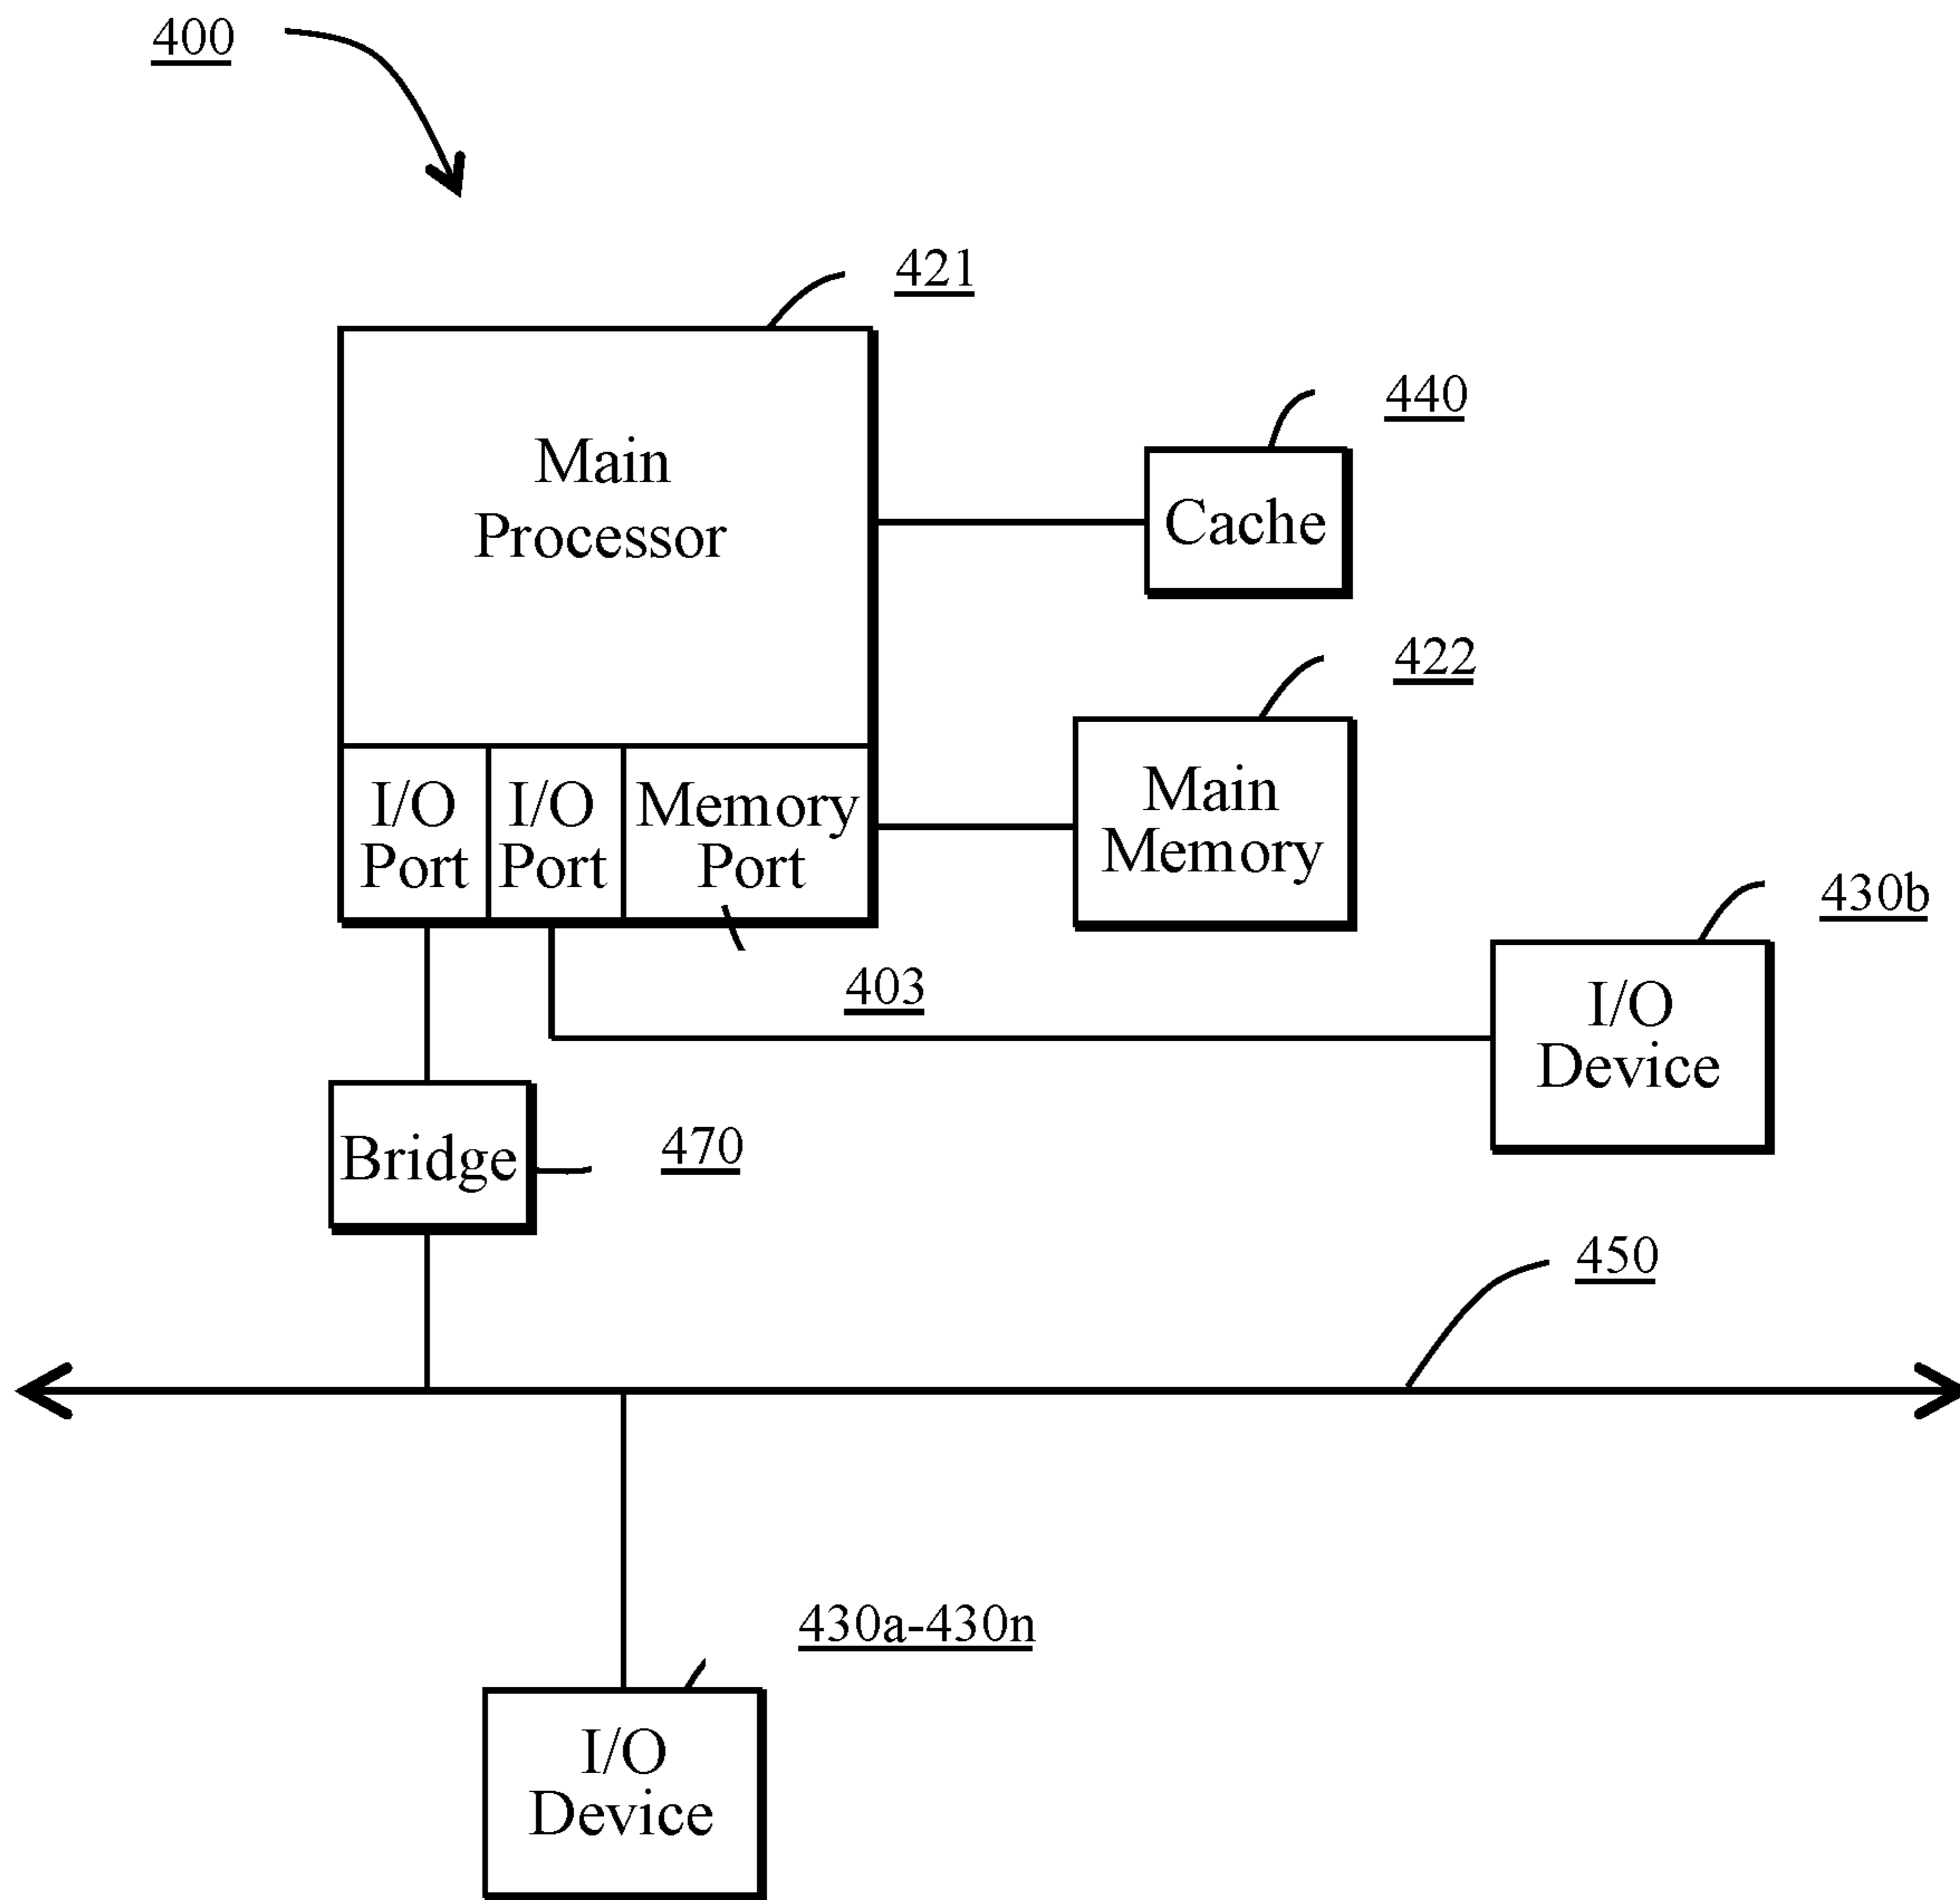 400
421
Main
Processor
440
Cache
422
Main
Memory
I/O
Port
I/O
Port
Memory
Port
403
430b
I/O
Device
Bridge
470
450
430a-430n
I/O
Device